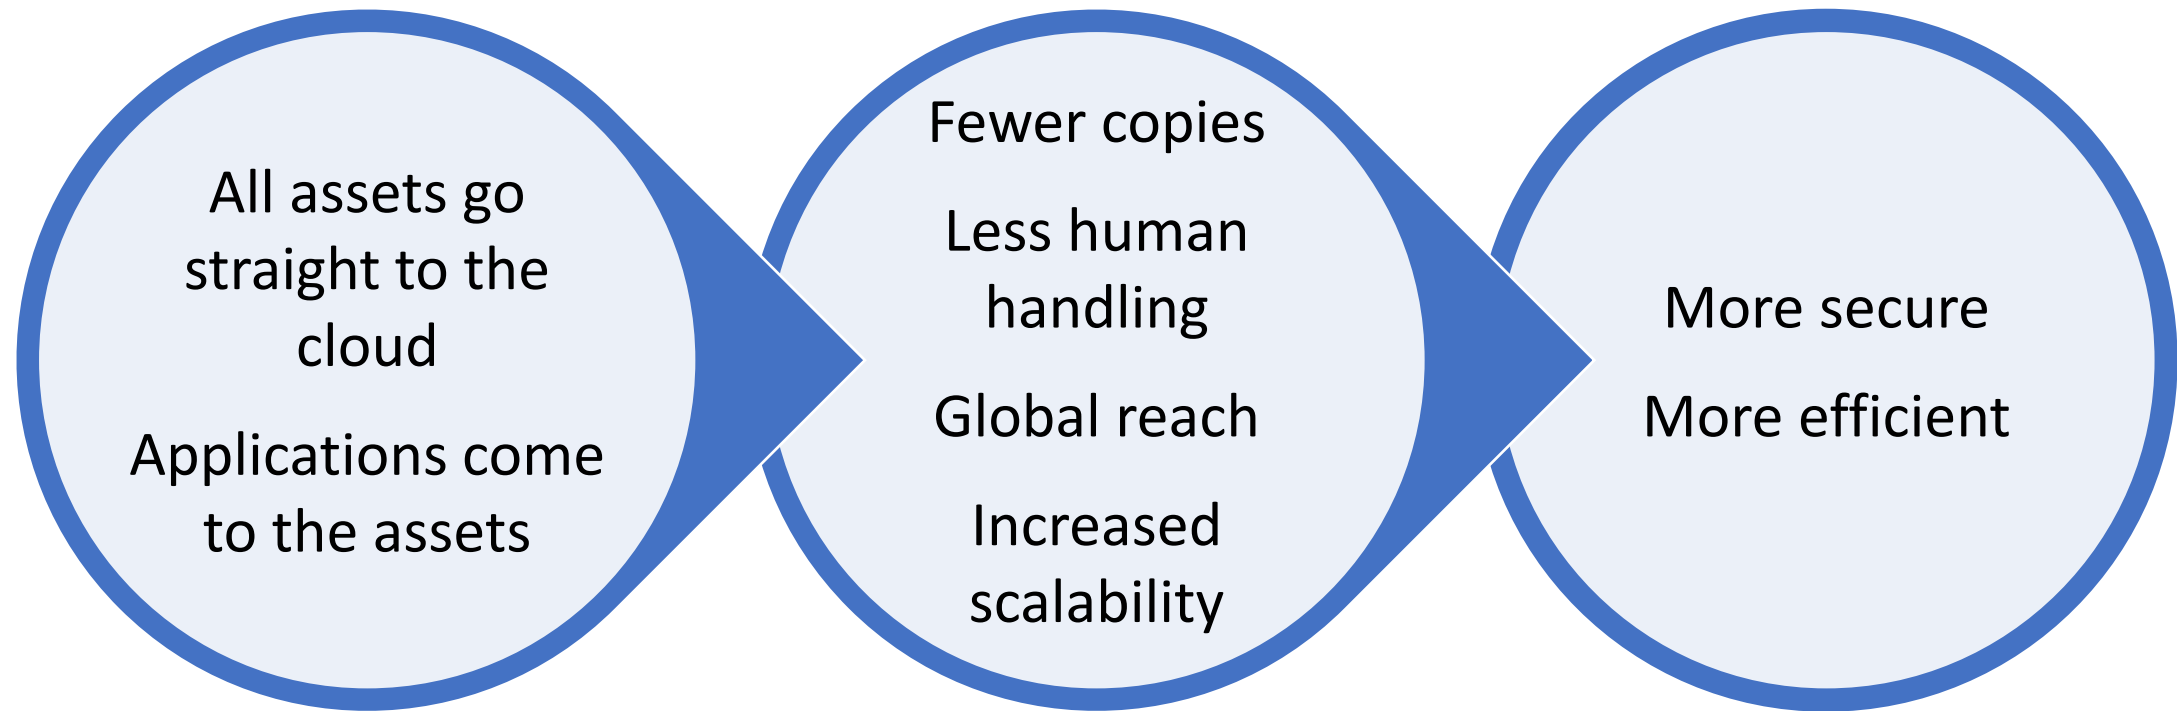 All assets go
straight to the
cloud
Applications come
to the assets
Fewer copies
Less human
handling
Global reach
Increased
scalability
More secure
More efficient